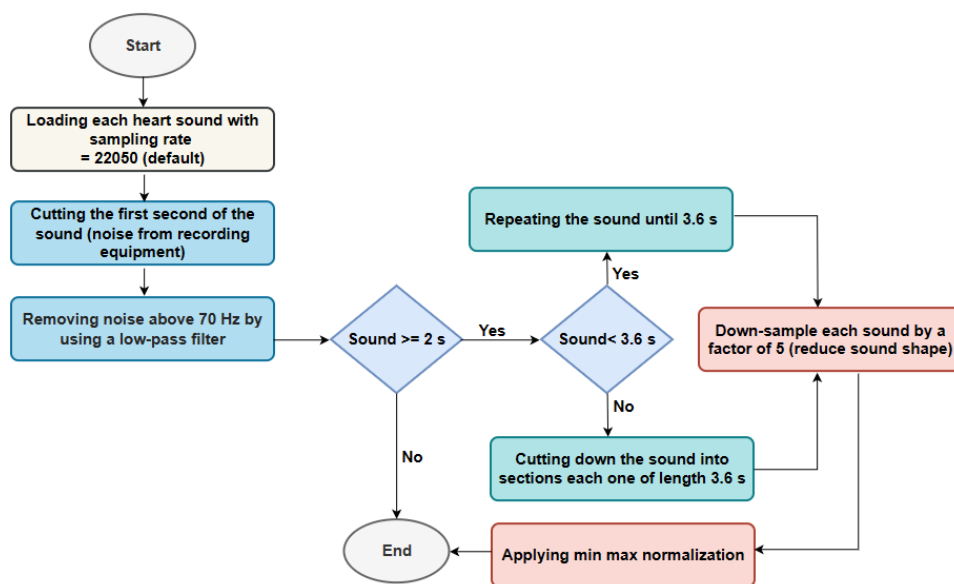 Start
Loading each heart sound with
sampling rate
= 22050 (default)
Cutting the first second of the
sound (noise from recording
equipment)
Removing noise above 70 Hz by
using a low-pass filter
Sound >= 2 s
Yes
Sound< 3.6 s
Yes
Repeating the sound until 3.6 s
No
Cutting down the sound into
sections each one of length 3.6 s
Down-sample each sound by a
factor of 5 (reduce sound shape)
Applying min max normalization
No
End